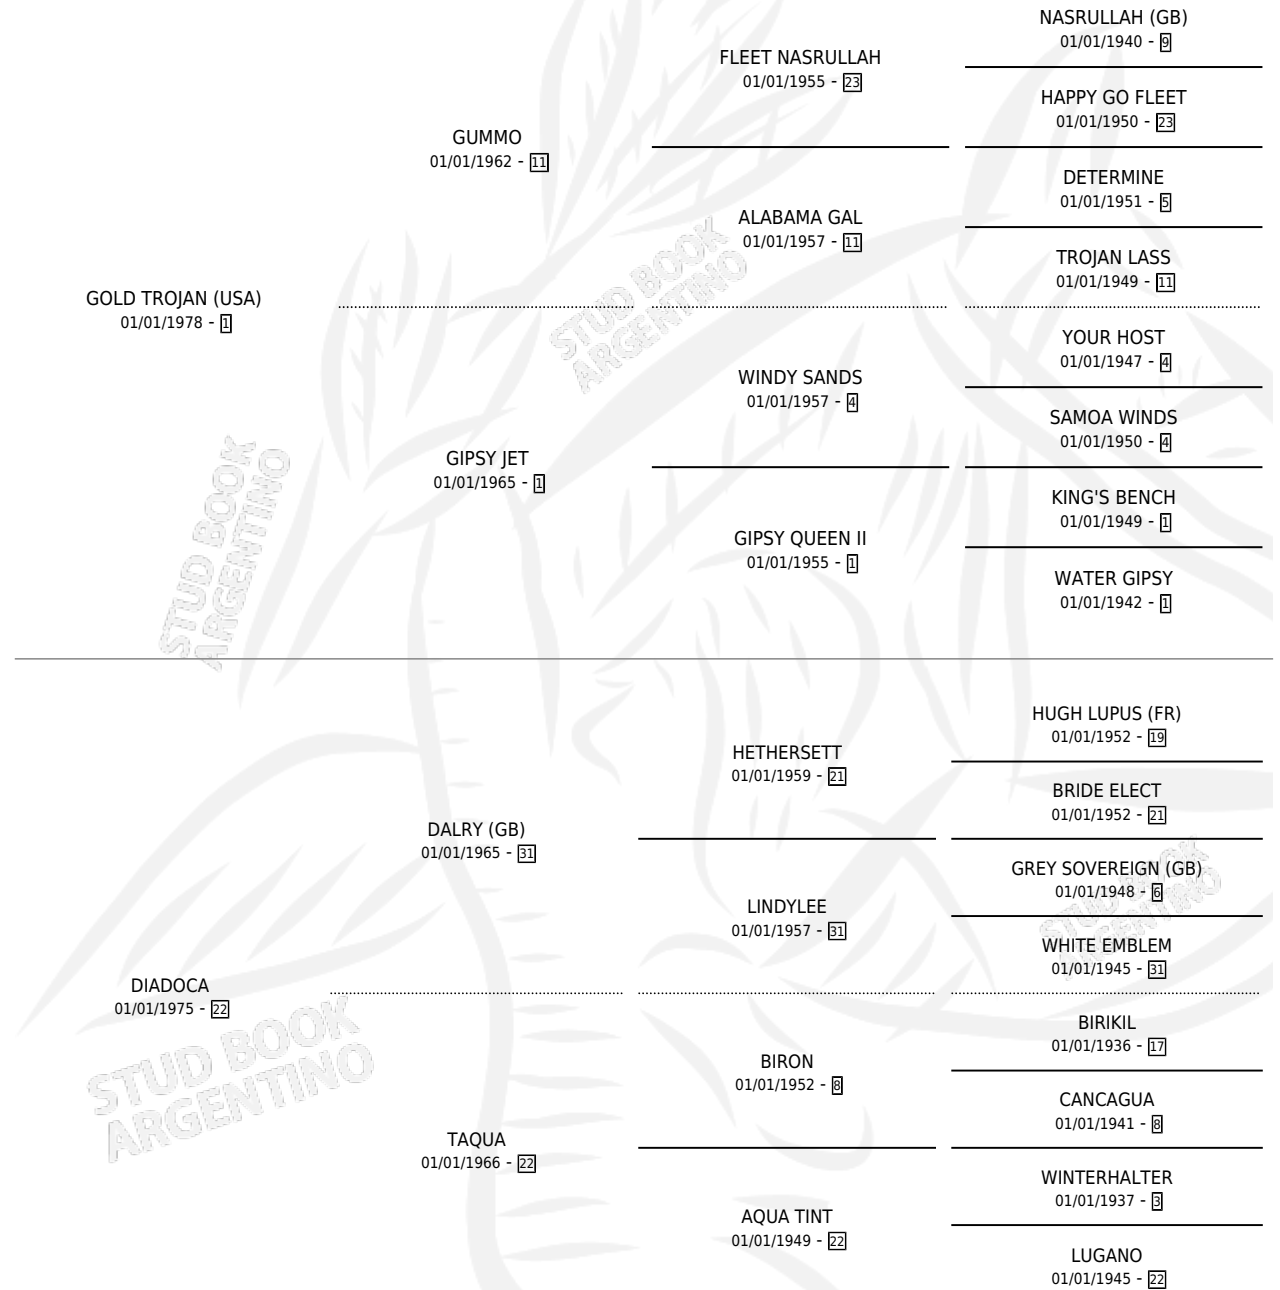 NASRULLAH (GB)
01/01/1940 - 9
FLEET NASRULLAH
01/01/1955 - 23
HAPPY GO FLEET
01/01/1950 - 23
GUMMO
01/01/1962 - 11
DETERMINE
01/01/1951 - 5
ALABAMA GAL
01/01/1957 - 11
TROJAN LASS
01/01/1949 - 11
GOLD TROJAN (USA)
01/01/1978 - 1
YOUR HOST
01/01/1947 - 4
WINDY SANDS
01/01/1957 - 4
SAMOA WINDS
01/01/1950 - 4
GIPSY JET
01/01/1965 - 1
KING'S BENCH
01/01/1949 - 1
GIPSY QUEEN II
01/01/1955 - 1
WATER GIPSY
01/01/1942 - 1
HUGH LUPUS (FR)
01/01/1952 - 19
HETHERSETT
01/01/1959 - 21
BRIDE ELECT
01/01/1952 - 21
DALRY (GB)
01/01/1965 - 31
GREY SOVEREIGN (GB)
01/01/1948 - 6
LINDYLEE
01/01/1957 - 31
WHITE EMBLEM
01/01/1945 - 31
DIADOCA
01/01/1975 - 22
BIRIKIL
01/01/1936 - 17
BIRON
01/01/1952 - 8
CANCAGUA
01/01/1941 - 8
TAQUA
01/01/1966 - 22
WINTERHALTER
01/01/1937 - 3
AQUA TINT
01/01/1949 - 22
LUGANO
01/01/1945 - 22
STUD BOOK
ARGENTINO
STUD BOOK
ARGENTINO
STUD BOOK
ARGENTINO
STUD BOOK
ARGENTINO